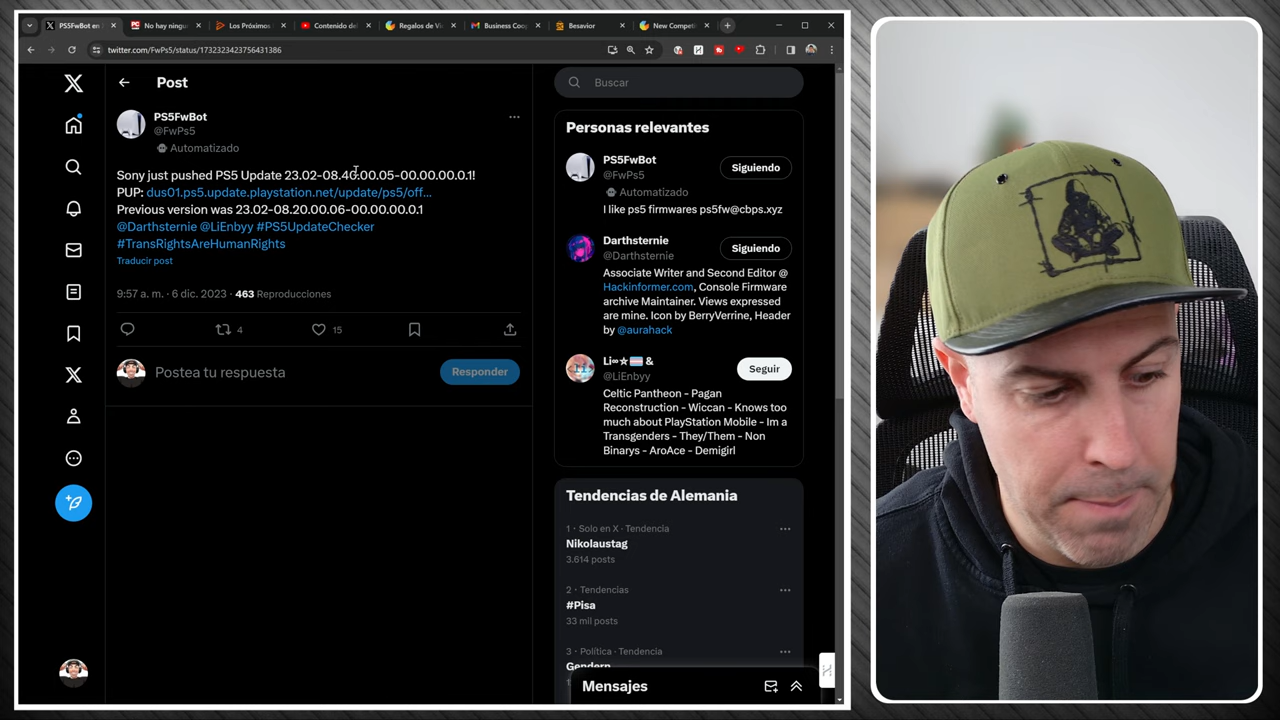 PS5FwBot en
No hay ningu
Los Próximos
Contenido de
Regalos de Vi
Business Coo
Besavior
New Competi
twitter.com/FwPs5/status/1732323423756431386
Post
PS5FwBot
@FwPs5
Automatizado
Sony just pushed PS5 Update 23.02-08.40.00.05-00.00.00.0.1!
PUP: dus01.ps5.update.playstation.net/update/ps5/off...
Previous version was 23.02-08.20.00.06-00.00.00.0.1
@Darthsternie @LiEnbyy #PS5UpdateChecker
#TransRightsAreHumanRights
Traducir post
9:57 a. m. · 6 dic. 2023 · 463 Reproducciones
4
15
Postea tu respuesta
Responder
Buscar
Personas relevantes
PS5FwBot
@FwPs5
Siguiendo
Automatizado
I like ps5 firmwares ps5fw@cbps.xyz
Darthsternie
@Darthsternie
Siguiendo
Associate Writer and Second Editor @
Hackinformer.com, Console Firmware
archive Maintainer. Views expressed
are mine. Icon by BerryVerrine, Header
by @aurahack
Li∞★🏳️‍⚧️ &
@LiEnbyy
Seguir
Celtic Pantheon - Pagan
Reconstruction - Wiccan - Knows too
much about PlayStation Mobile - Im a
Transgenders - They/Them - Non
Binarys - AroAce - Demigirl
Tendencias de Alemania
1 · Solo en X · Tendencia
Nikolaustag
3.614 posts
2 · Tendencias
#Pisa
33 mil posts
3 · Política · Tendencia
Gendern
Mensajes